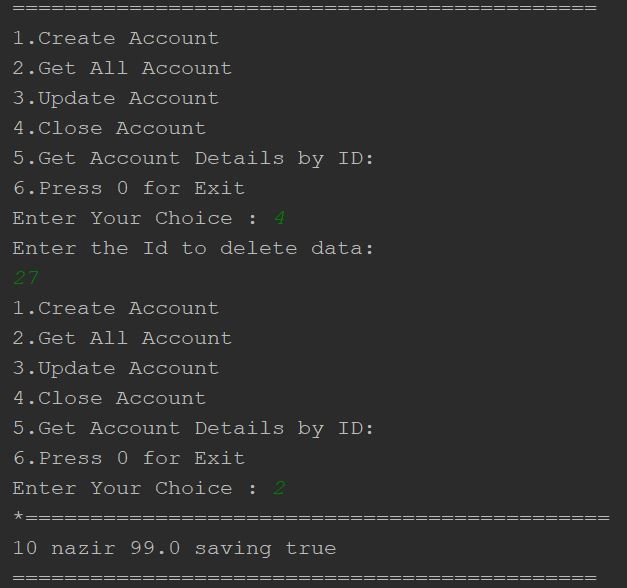 =============================================
1.Create Account
2.Get All Account
3.Update Account
4.Close Account
5.Get Account Details by ID:
6.Press 0 for Exit
Enter Your Choice : 4
Enter the Id to delete data:
27
1.Create Account
2.Get All Account
3.Update Account
4.Close Account
5.Get Account Details by ID:
6.Press 0 for Exit
Enter Your Choice : 2
*=============================================
10 nazir 99.0 saving true
=============================================